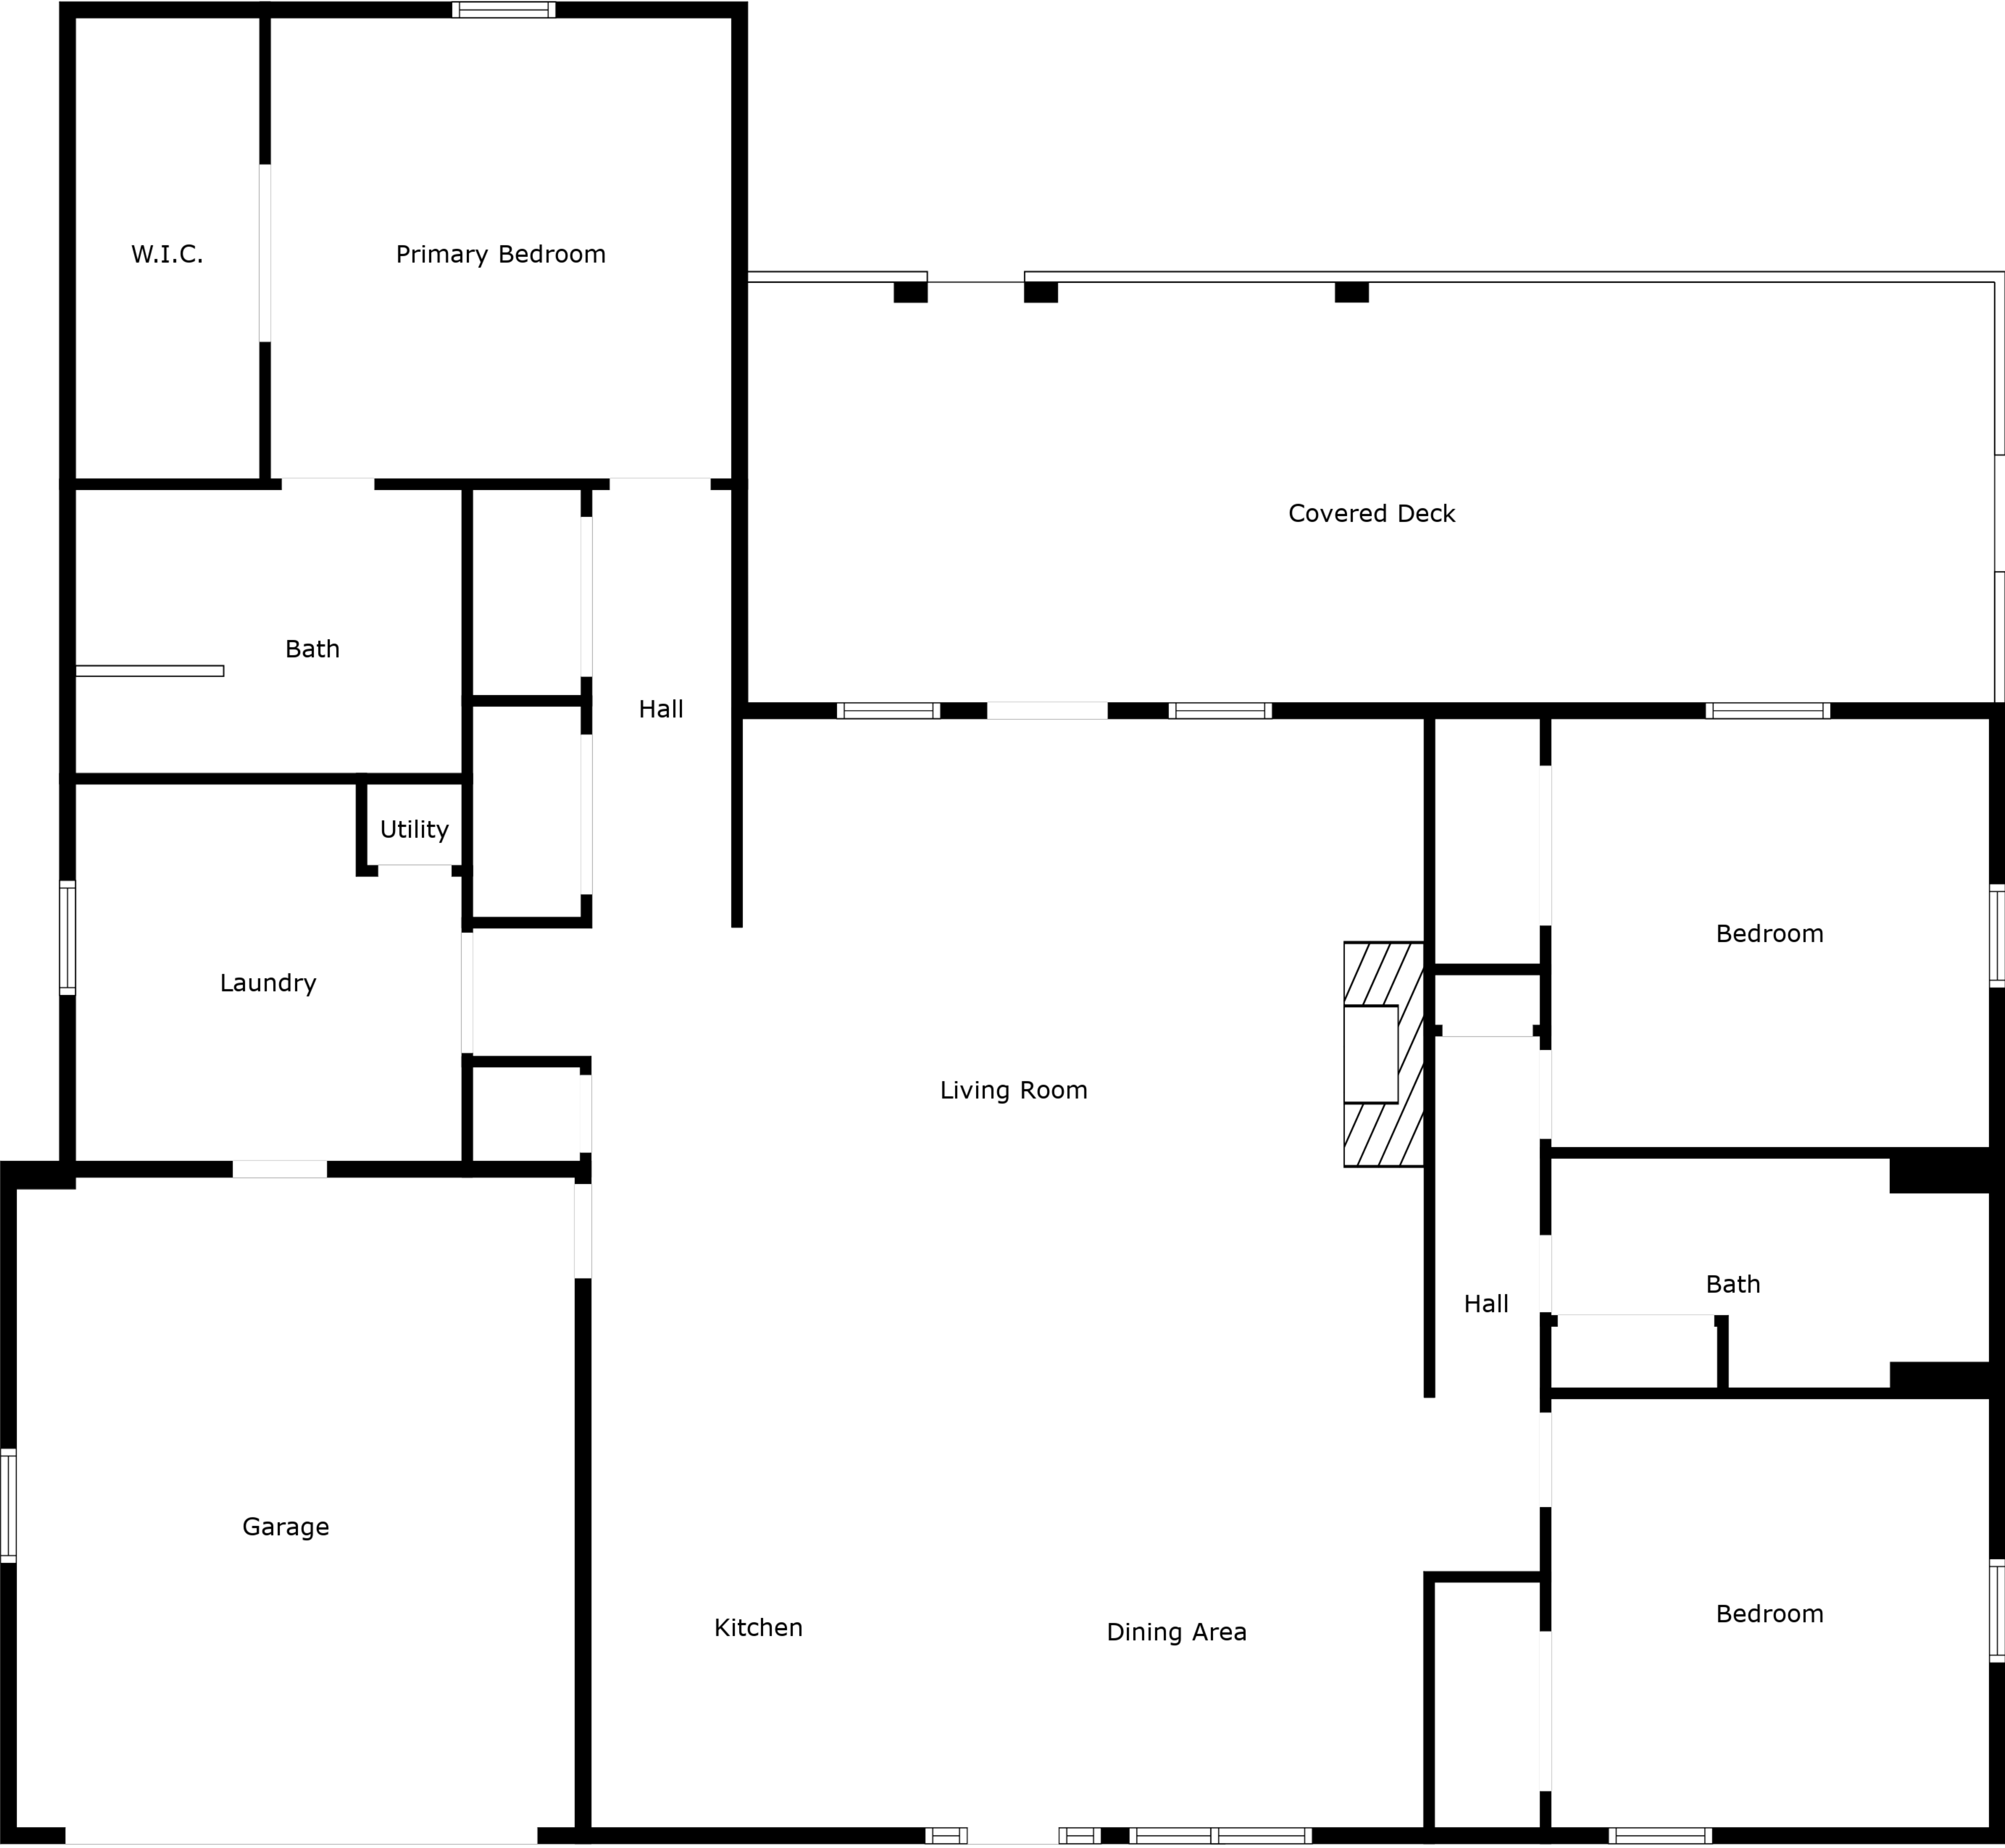 W.I.C.
Primary Bedroom
Covered Deck
Bath
Hall
Utility
Bedroom
Laundry
Living Room
Bath
Hall
Garage
Bedroom
Kitchen
Dining Area